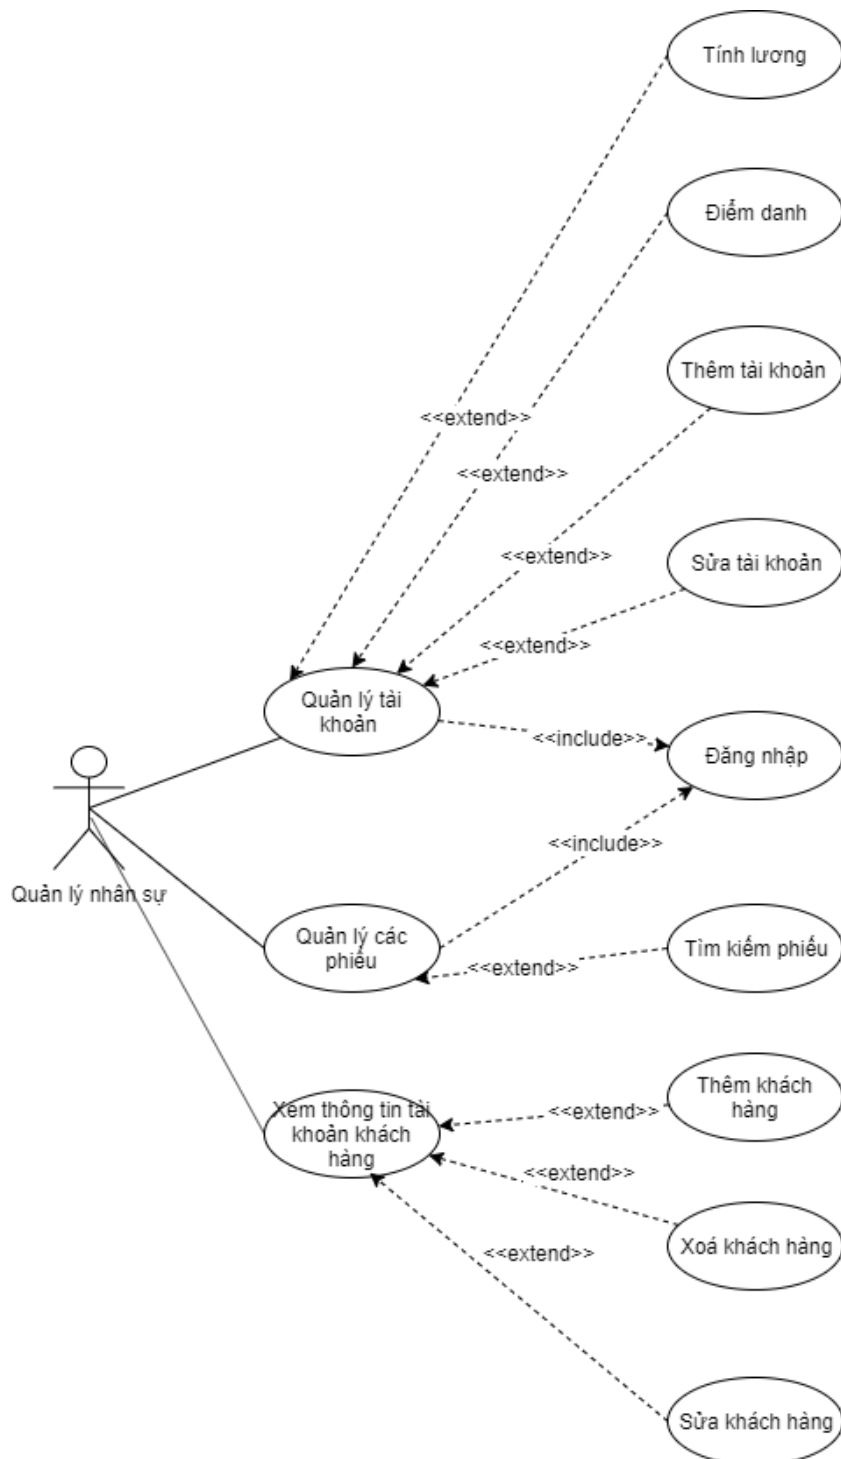 Tính lương
Điểm danh
Thêm tài khoản
<<extend>>
<<extend>>
<<extend>>
Sửa tài khoản
<<extend>>
Quản lý tài
khoản
<<include>>
Đăng nhập
<<include>>
Quản lý nhân sự
Quản lý các
phiếu
<<extend>>
Tìm kiếm phiếu
Thêm khách
hàng
Xem thông tin tài
khoản khách
hàng
<<extend>>
<<extend>>
Xoá khách hàng
<<extend>>
Sửa khách hàng